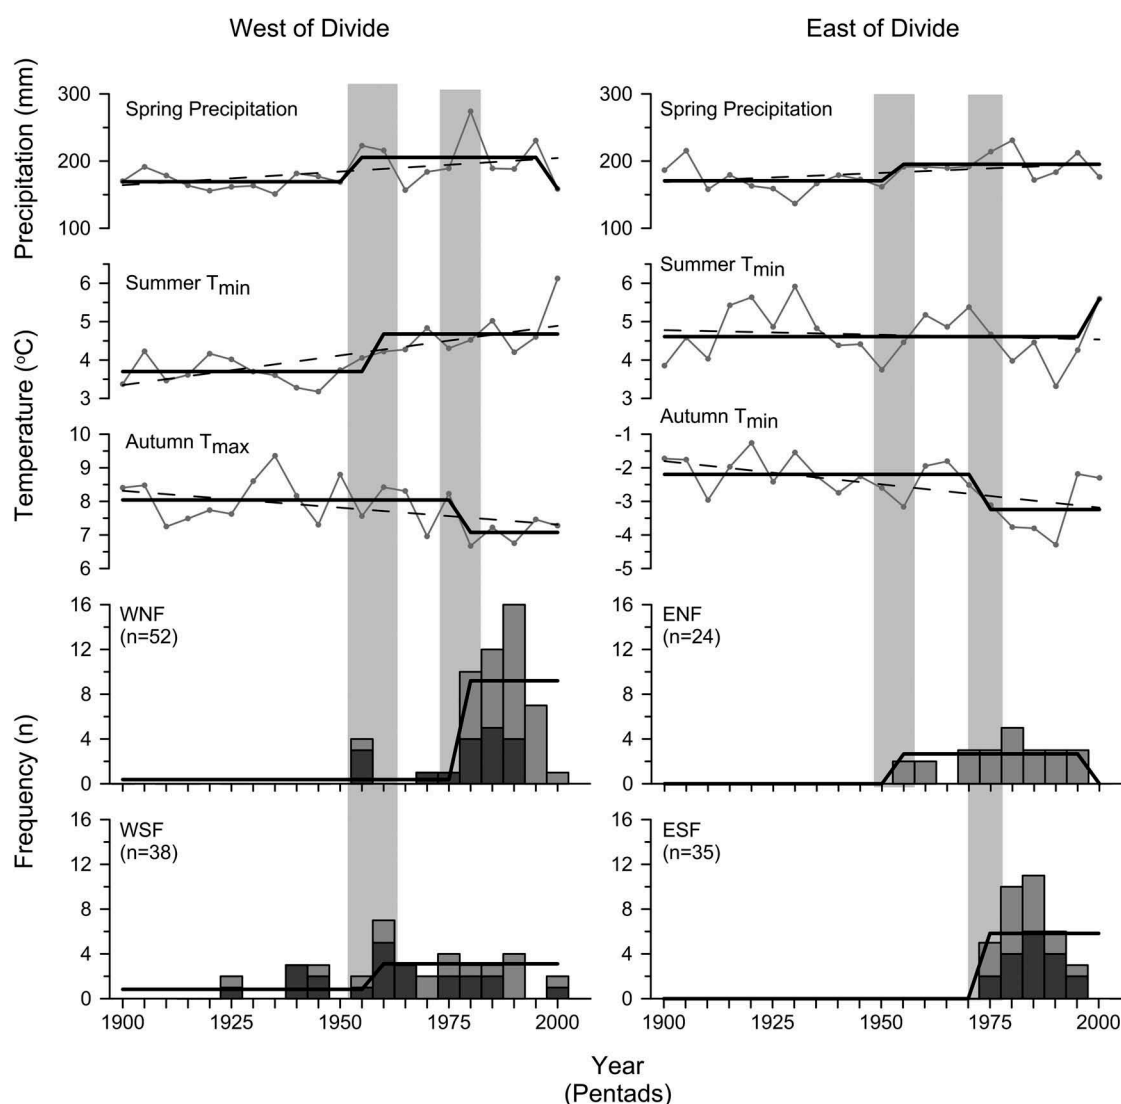 West of Divide
East of Divide
Precipitation (mm)
300
200
100
Spring Precipitation
300
200
100
Spring Precipitation
Temperature (°C)
6
5
4
3
Summer Tmin
6
5
4
3
Summer Tmin
10
9
8
7
6
Autumn Tmax
-1
-2
-3
-4
-5
Autumn Tmin
Frequency (n)
16
12
8
4
0
WNF
(n=52)
16
12
8
4
0
ENF
(n=24)
16
12
8
4
0
WSF
(n=38)
16
12
8
4
0
ESF
(n=35)
1900 1925 1950 1975 2000
1900 1925 1950 1975 2000
Year
(Pentads)